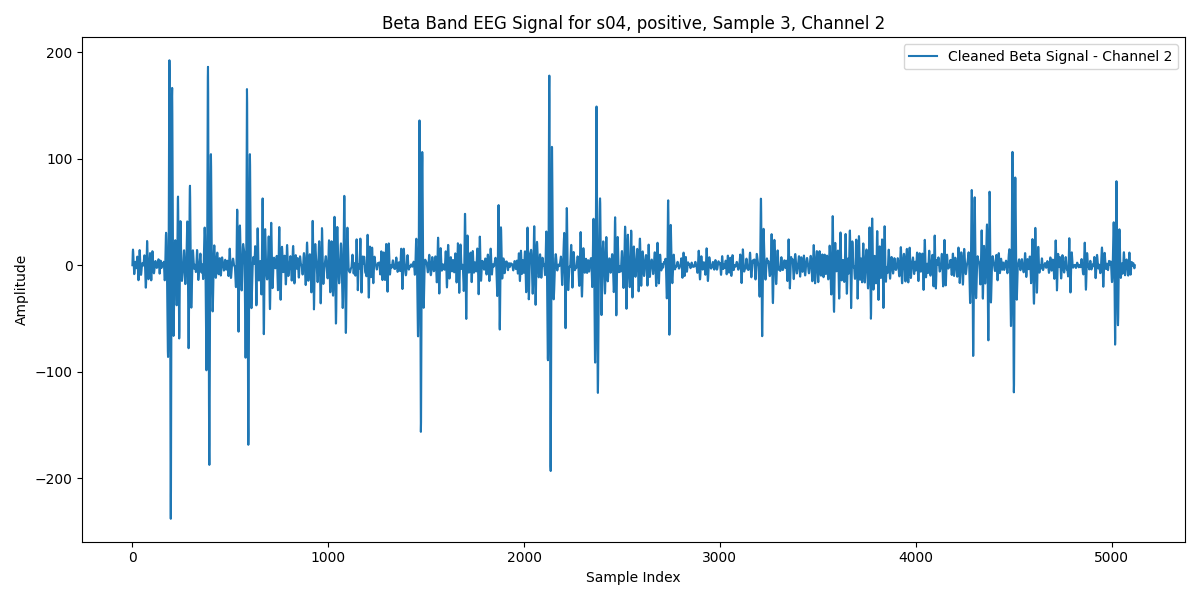 Beta Band EEG Signal for s04, positive, Sample 3, Channel 2
Cleaned Beta Signal - Channel 2
200
100
0
−100
−200
Amplitude
0 1000 2000 3000 4000 5000
Sample Index